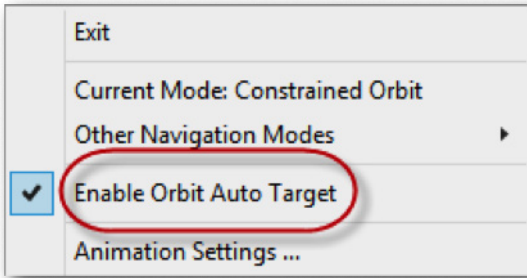 Exit
Current Mode: Constrained Orbit
Other Navigation Modes
Enable Orbit Auto Target
Animation Settings ...